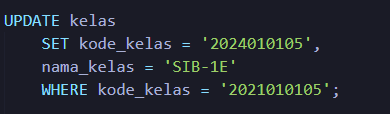 UPDATE kelas
SET kode_kelas = '2024010105',
nama_kelas = 'SIB-1E'
WHERE kode_kelas = '2021010105';